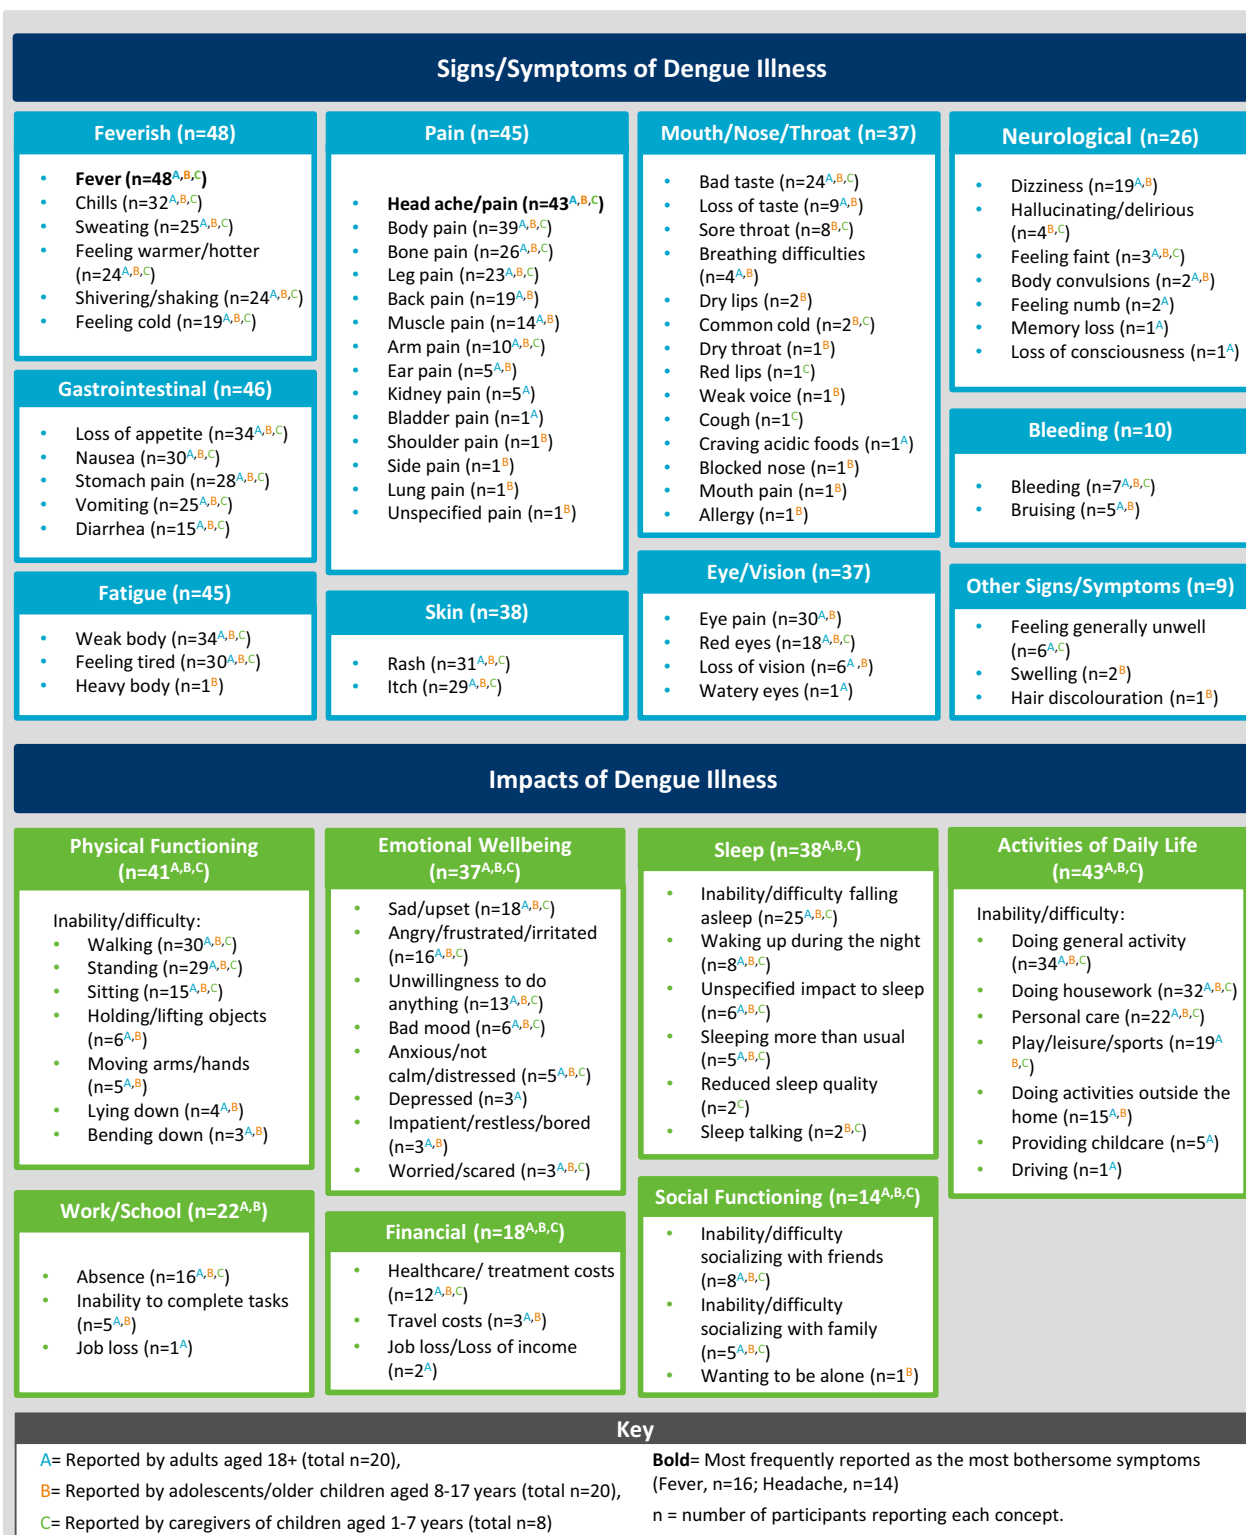 Signs/Symptoms of Dengue Illness
Feverish (n=48)
• Fever (n=48A,B,C)
• Chills (n=32A,B,C)
• Sweating (n=25A,B,C)
• Feeling warmer/hotter
(n=24A,B,C)
• Shivering/shaking (n=24A,B,C)
• Feeling cold (n=19A,B,C)
Gastrointestinal (n=46)
• Loss of appetite (n=34A,B,C)
• Nausea (n=30A,B,C)
• Stomach pain (n=28A,B,C)
• Vomiting (n=25A,B,C)
• Diarrhea (n=15A,B,C)
Fatigue (n=45)
• Weak body (n=34A,B,C)
• Feeling tired (n=30A,B,C)
• Heavy body (n=1B)
Pain (n=45)
• Head ache/pain (n=43A,B,C)
• Body pain (n=39A,B,C)
• Bone pain (n=26A,B,C)
• Leg pain (n=23A,B,C)
• Back pain (n=19A,B)
• Muscle pain (n=14A,B)
• Arm pain (n=10A,B,C)
• Ear pain (n=5A,B)
• Kidney pain (n=5A)
• Bladder pain (n=1A)
• Shoulder pain (n=1B)
• Side pain (n=1B)
• Lung pain (n=1B)
• Unspecified pain (n=1B)
Skin (n=38)
• Rash (n=31A,B,C)
• Itch (n=29A,B,C)
Mouth/Nose/Throat (n=37)
• Bad taste (n=24A,B,C)
• Loss of taste (n=9A,B)
• Sore throat (n=8B,C)
• Breathing difficulties
(n=4A,B)
• Dry lips (n=2B)
• Common cold (n=2B,C)
• Dry throat (n=1B)
• Red lips (n=1C)
• Weak voice (n=1B)
• Cough (n=1C)
• Craving acidic foods (n=1A)
• Blocked nose (n=1B)
• Mouth pain (n=1B)
• Allergy (n=1B)
Eye/Vision (n=37)
• Eye pain (n=30A,B)
• Red eyes (n=18A,B,C)
• Loss of vision (n=6A ,B)
• Watery eyes (n=1A)
Neurological (n=26)
• Dizziness (n=19A,B)
• Hallucinating/delirious
(n=4B,C)
• Feeling faint (n=3A,B,C)
• Body convulsions (n=2A,B)
• Feeling numb (n=2A)
• Memory loss (n=1A)
• Loss of consciousness (n=1A)
Bleeding (n=10)
• Bleeding (n=7A,B,C)
• Bruising (n=5A,B)
Other Signs/Symptoms (n=9)
• Feeling generally unwell
(n=6A,C)
• Swelling (n=2B)
• Hair discolouration (n=1B)
Impacts of Dengue Illness
Physical Functioning
(n=41A,B,C)
Inability/difficulty:
• Walking (n=30A,B,C)
• Standing (n=29A,B,C)
• Sitting (n=15A,B,C)
• Holding/lifting objects
(n=6A,B)
• Moving arms/hands
(n=5A,B)
• Lying down (n=4A,B)
• Bending down (n=3A,B)
Work/School (n=22A,B)
• Absence (n=16A,B,C)
• Inability to complete tasks
(n=5A,B)
• Job loss (n=1A)
Emotional Wellbeing
(n=37A,B,C)
• Sad/upset (n=18A,B,C)
• Angry/frustrated/irritated
(n=16A,B,C)
• Unwillingness to do
anything (n=13A,B,C)
• Bad mood (n=6A,B,C)
• Anxious/not
calm/distressed (n=5A,B,C)
• Depressed (n=3A)
• Impatient/restless/bored
(n=3A,B)
• Worried/scared (n=3A,B,C)
Financial (n=18A,B,C)
• Healthcare/ treatment costs
(n=12A,B,C)
• Travel costs (n=3A,B)
• Job loss/Loss of income
(n=2A)
Sleep (n=38A,B,C)
• Inability/difficulty falling
asleep (n=25A,B,C)
• Waking up during the night
(n=8A,B,C)
• Unspecified impact to sleep
(n=6A,B,C)
• Sleeping more than usual
(n=5A,B,C)
• Reduced sleep quality
(n=2C)
• Sleep talking (n=2B,C)
Social Functioning (n=14A,B,C)
• Inability/difficulty
socializing with friends
(n=8A,B,C)
• Inability/difficulty
socializing with family
(n=5A,B,C)
• Wanting to be alone (n=1B)
Activities of Daily Life
(n=43A,B,C)
Inability/difficulty:
• Doing general activity
(n=34A,B,C)
• Doing housework (n=32A,B,C)
• Personal care (n=22A,B,C)
• Play/leisure/sports (n=19A
B,C)
• Doing activities outside the
home (n=15A,B)
• Providing childcare (n=5A)
• Driving (n=1A)
Key
A= Reported by adults aged 18+ (total n=20),
B= Reported by adolescents/older children aged 8-17 years (total n=20),
C= Reported by caregivers of children aged 1-7 years (total n=8)
Bold= Most frequently reported as the most bothersome symptoms
(Fever, n=16; Headache, n=14)
n = number of participants reporting each concept.